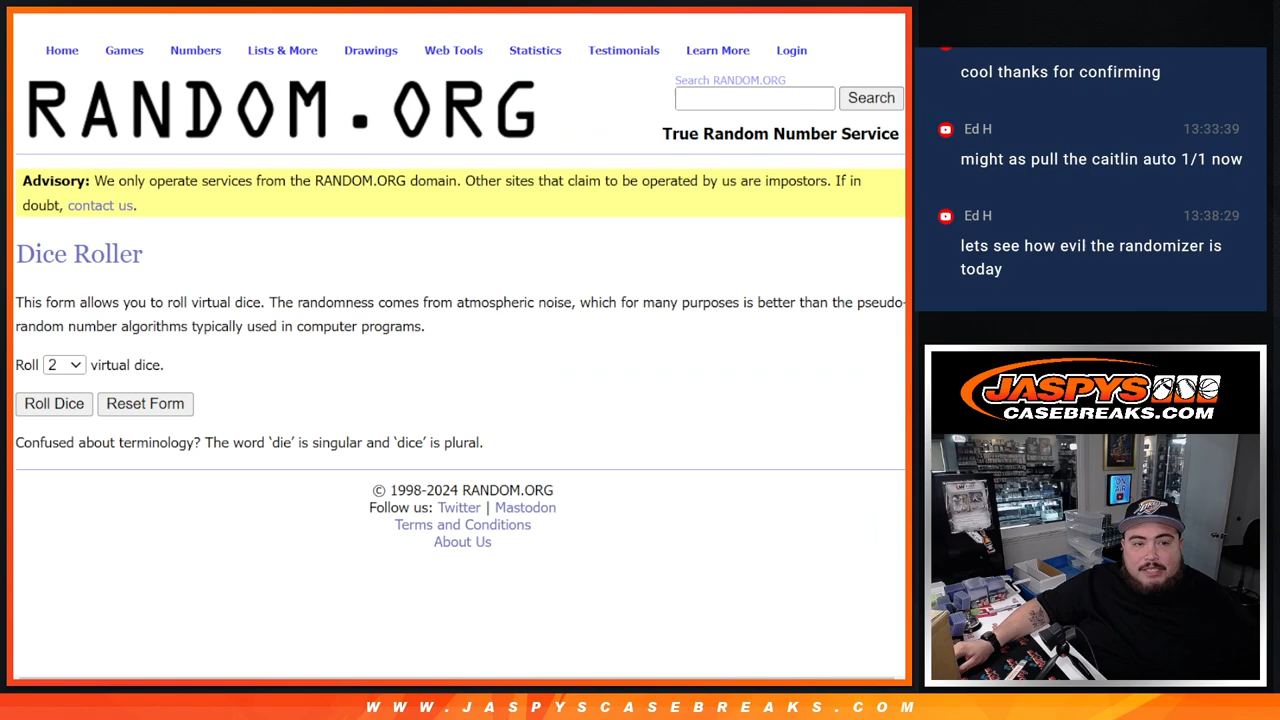 Home Games Numbers Lists & More Drawings Web Tools Statistics Testimonials Learn More Login
RANDOM.ORG
Search RANDOM.ORG
Search
True Random Number Service
Advisory: We only operate services from the RANDOM.ORG domain. Other sites that claim to be operated by us are impostors. If in
doubt, contact us.
Dice Roller
This form allows you to roll virtual dice. The randomness comes from atmospheric noise, which for many purposes is better than the pseudo-
random number algorithms typically used in computer programs.
Roll 2 virtual dice.
Roll Dice Reset Form
Confused about terminology? The word ‘die’ is singular and ‘dice’ is plural.
© 1998-2024 RANDOM.ORG
Follow us: Twitter | Mastodon
Terms and Conditions
About Us
cool thanks for confirming
Ed H 13:33:39
might as pull the caitlin auto 1/1 now
Ed H 13:38:29
lets see how evil the randomizer is
today
JASPYS
CASEBREAKS.COM
ON
AIR
WWW.JASPYSCASEBREAKS.COM